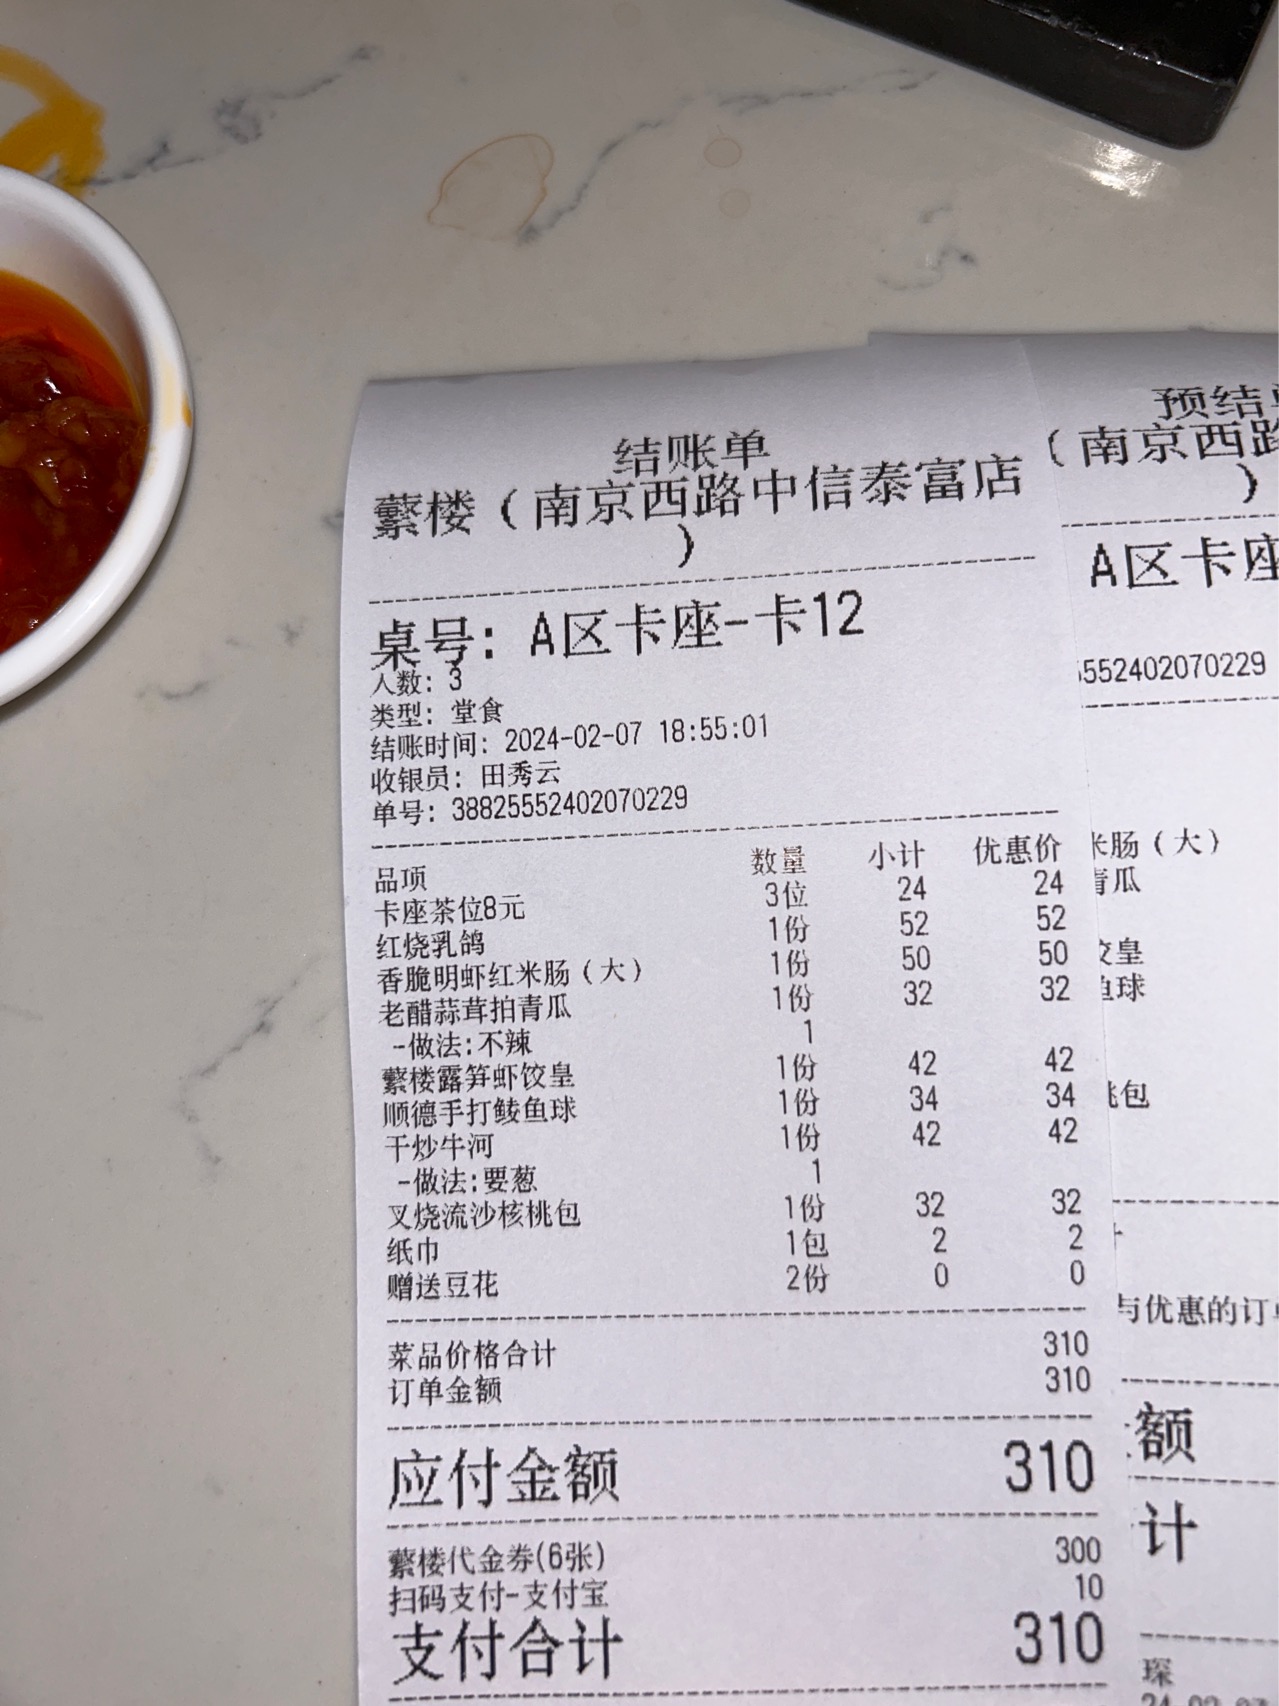 结账单
蘩楼（南京西路中信泰富店
）
桌号: A区卡座-卡12
人数: 3
类型: 堂食
结账时间: 2024-02-07 18:55:01
收银员: 田秀云
单号: 38825552402070229
品项 数量 小计 优惠价
卡座茶位8元 3位 24 24
红烧乳鸽 1份 52 52
香脆明虾红米肠（大） 1份 50 50
老醋蒜茸拍青瓜 1份 32 32
-做法:不辣 1
蘩楼露笋虾饺皇 1份 42 42
顺德手打鲮鱼球 1份 34 34
干炒牛河 1份 42 42
-做法:要葱 1
叉烧流沙核桃包 1份 32 32
纸巾 1包 2 2
赠送豆花 2份 0 0
菜品价格合计 310
订单金额 310
应付金额 310
蘩楼代金券(6张) 300
扫码支付-支付宝 10
支付合计 310
预结
（南京西路
）
A区卡座
5552402070229
米肠（大）
青瓜
饺皇
鱼球
桃包
与优惠的订
额
计
琛